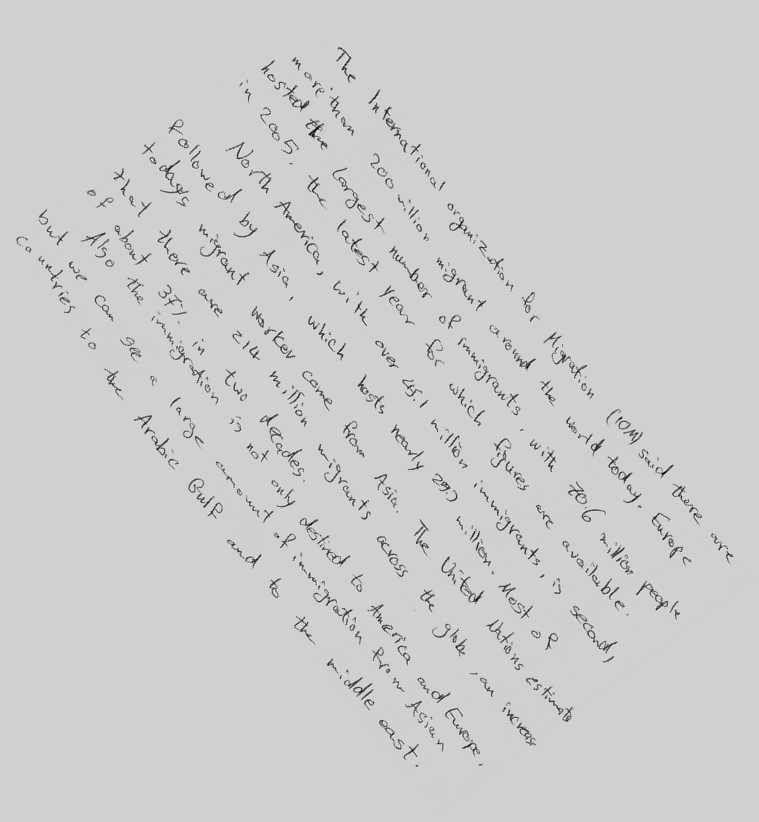 The International organization for Migration (IOM) said there are
more than 200 million migrant around the world today. Europe
hosted the largest number of immigrants, with 70.6 million people
in 2005. the latest year for which figures are available.
North America, with over 45.1 million immigrants, is second,
followed by Asia, which hosts nearly million. Most of
todays migrant worker come from Asia. The United Nations estimate
that there are 214 million migrants across the globe, an increase
of about 37% in two decades.
Also the immigration is not only destined to America and Europe,
but we can see a large amount of immigration from Asian
countries to the Arabic Gulf and to the middle east.